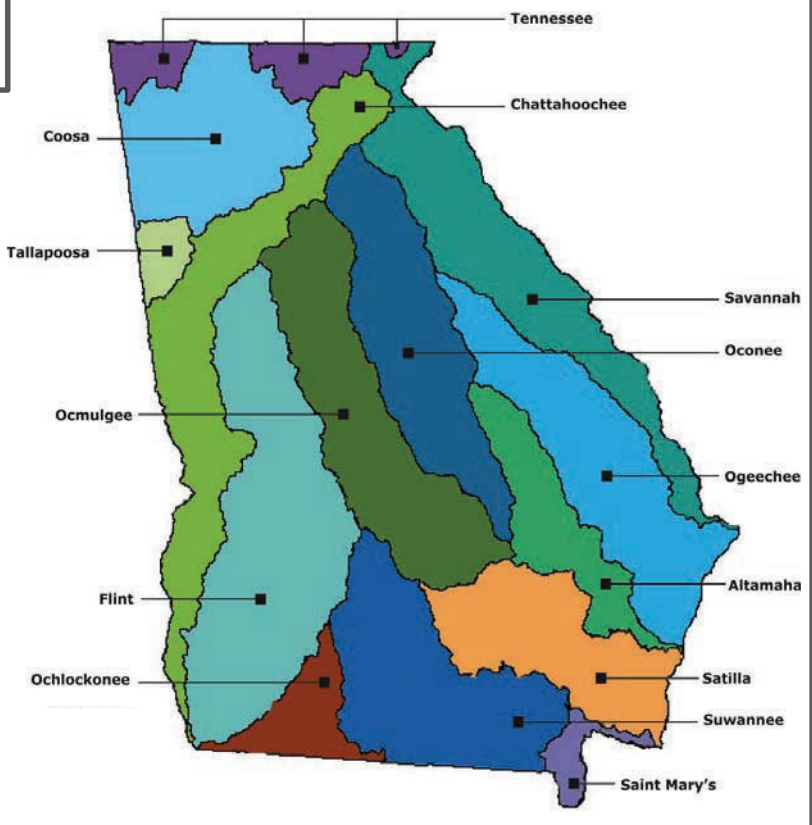 Tennessee
Chattahoochee
Coosa
Tallapoosa
Savannah
Oconee
Ocmulgee
Ogeechee
Altamaha
Flint
Satilla
Ochlockonee
Suwannee
Saint Mary's